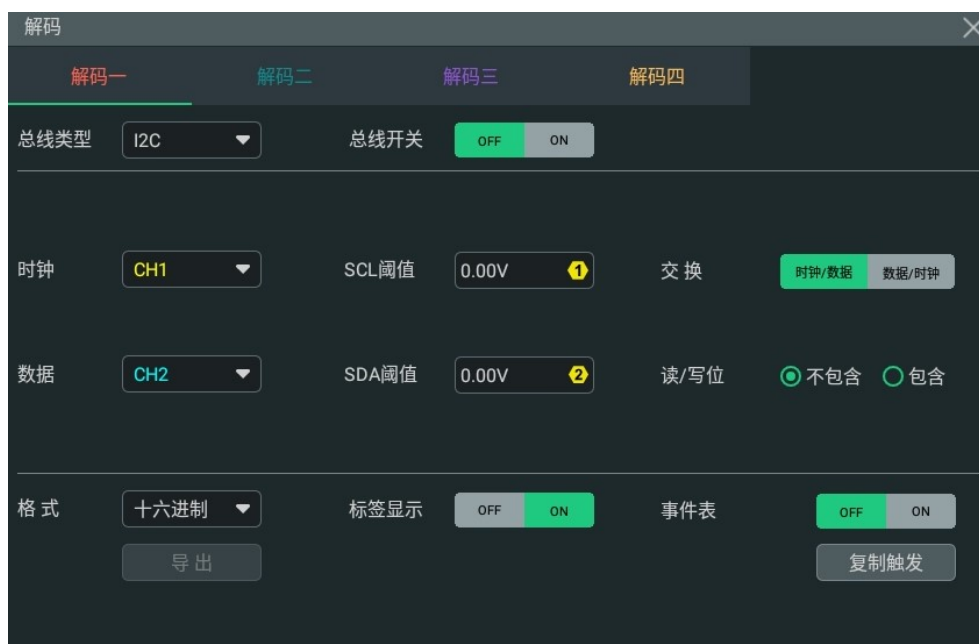 解码
解码一 解码二 解码三 解码四
总线类型 I2C 总线开关 OFF ON
时钟 CH1 SCL阈值 0.00V 1 交换 时钟/数据 数据/时钟
数据 CH2 SDA阈值 0.00V 2 读/写位 不包含 包含
格式 十六进制 标签显示 OFF ON 事件表 OFF ON
导出 复制触发